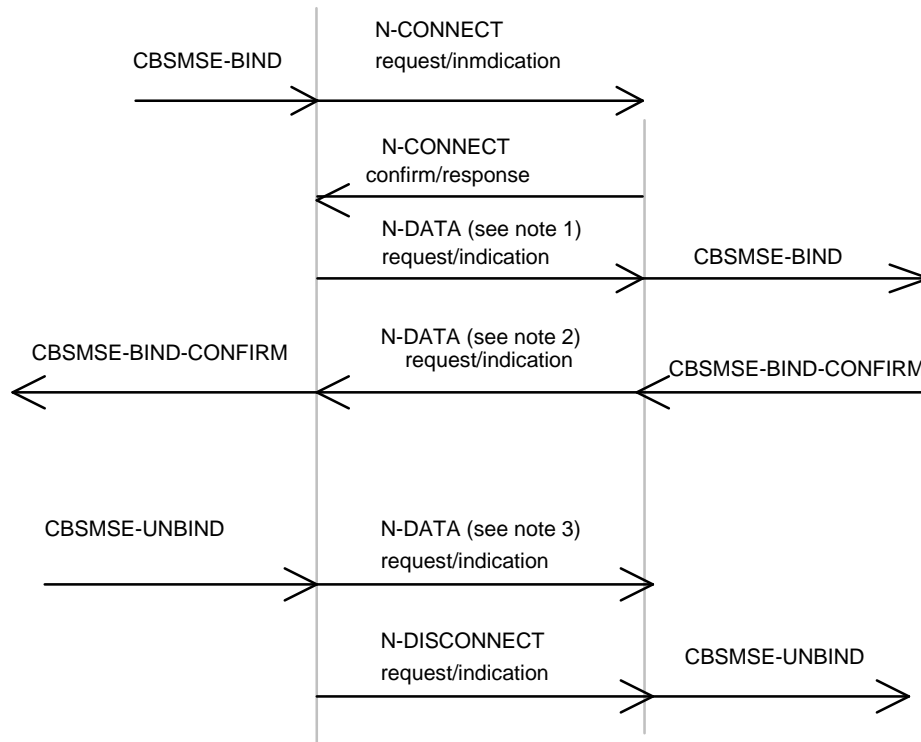 N-CONNECT
CBSMSE-BIND
request/inmdication
N-CONNECT
confirm/response
N-DATA (see note 1)
request/indication
CBSMSE-BIND
N-DATA (see note 2)
CBSMSE-BIND-CONFIRM
request/indication
CBSMSE-BIND-CONFIRM
CBSMSE-UNBIND
N-DATA (see note 3)
request/indication
N-DISCONNECT
CBSMSE-UNBIND
request/indication